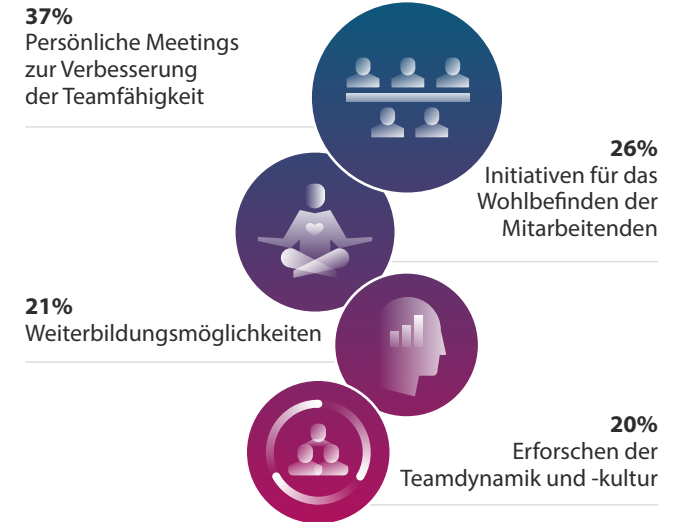 37%
Persönliche Meetings
zur Verbesserung
der Teamfähigkeit
26%
Initiativen für das
Wohlbefinden der
Mitarbeitenden
21%
Weiterbildungsmöglichkeiten
20%
Erforschen der
Teamdynamik und -kultur